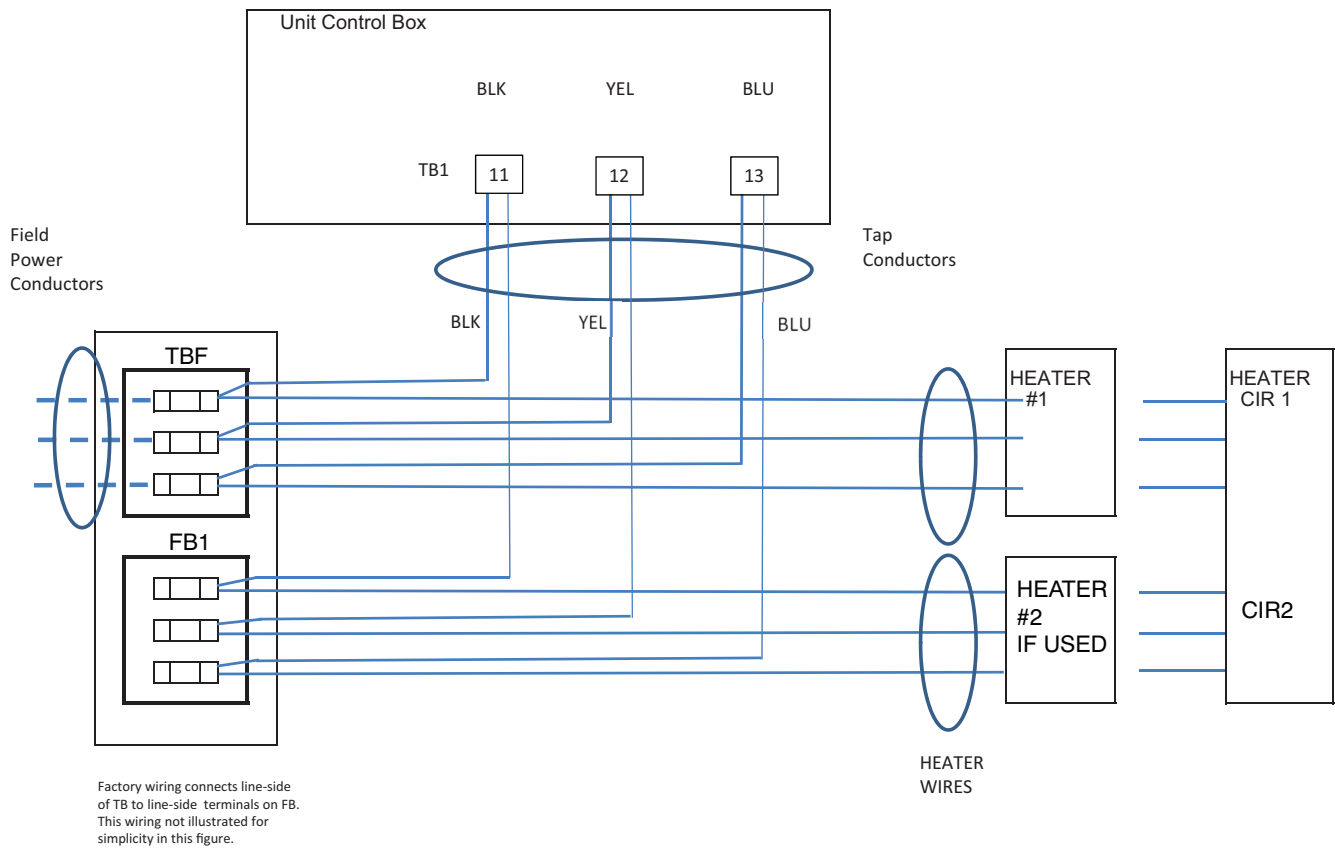 Unit Control Box
BLK YEL BLU
TB1 11 12 13
Field
Power
Conductors
Tap
Conductors
BLK YEL BLU
TBF
HEATER
#1
HEATER
CIR 1
FB1
HEATER
#2
IF USED
CIR2
HEATER
WIRES
Factory wiring connects line-side
of TB to line-side terminals on FB.
This wiring not illustrated for
simplicity in this figure.